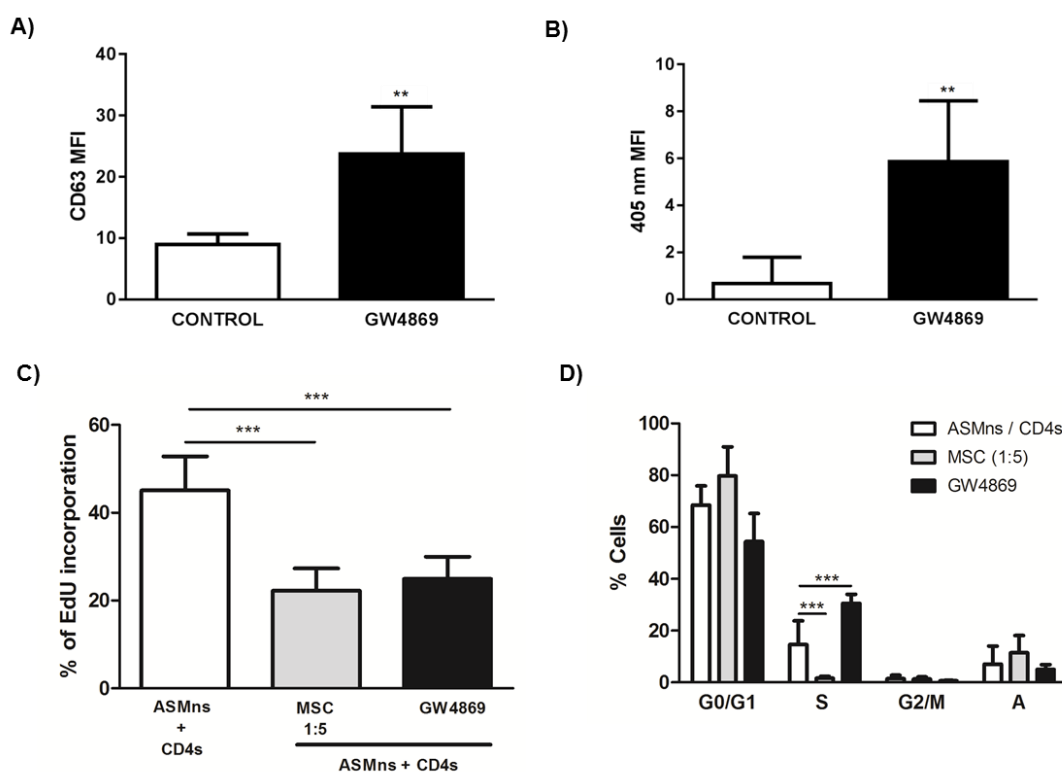 A)
40
30
20
10
0
CD63 MFI
**
CONTROL
GW4869
B)
10
8
6
4
2
0
405 nm MFI
**
CONTROL
GW4869
C)
60
40
20
0
% of EdU incorporation
***
***
ASMns
+
CD4s
MSC
1:5
GW4869
ASMns + CD4s
D)
100
80
60
40
20
0
% Cells
ASMns / CD4s
MSC (1:5)
GW4869
***
***
G0/G1
S
G2/M
A